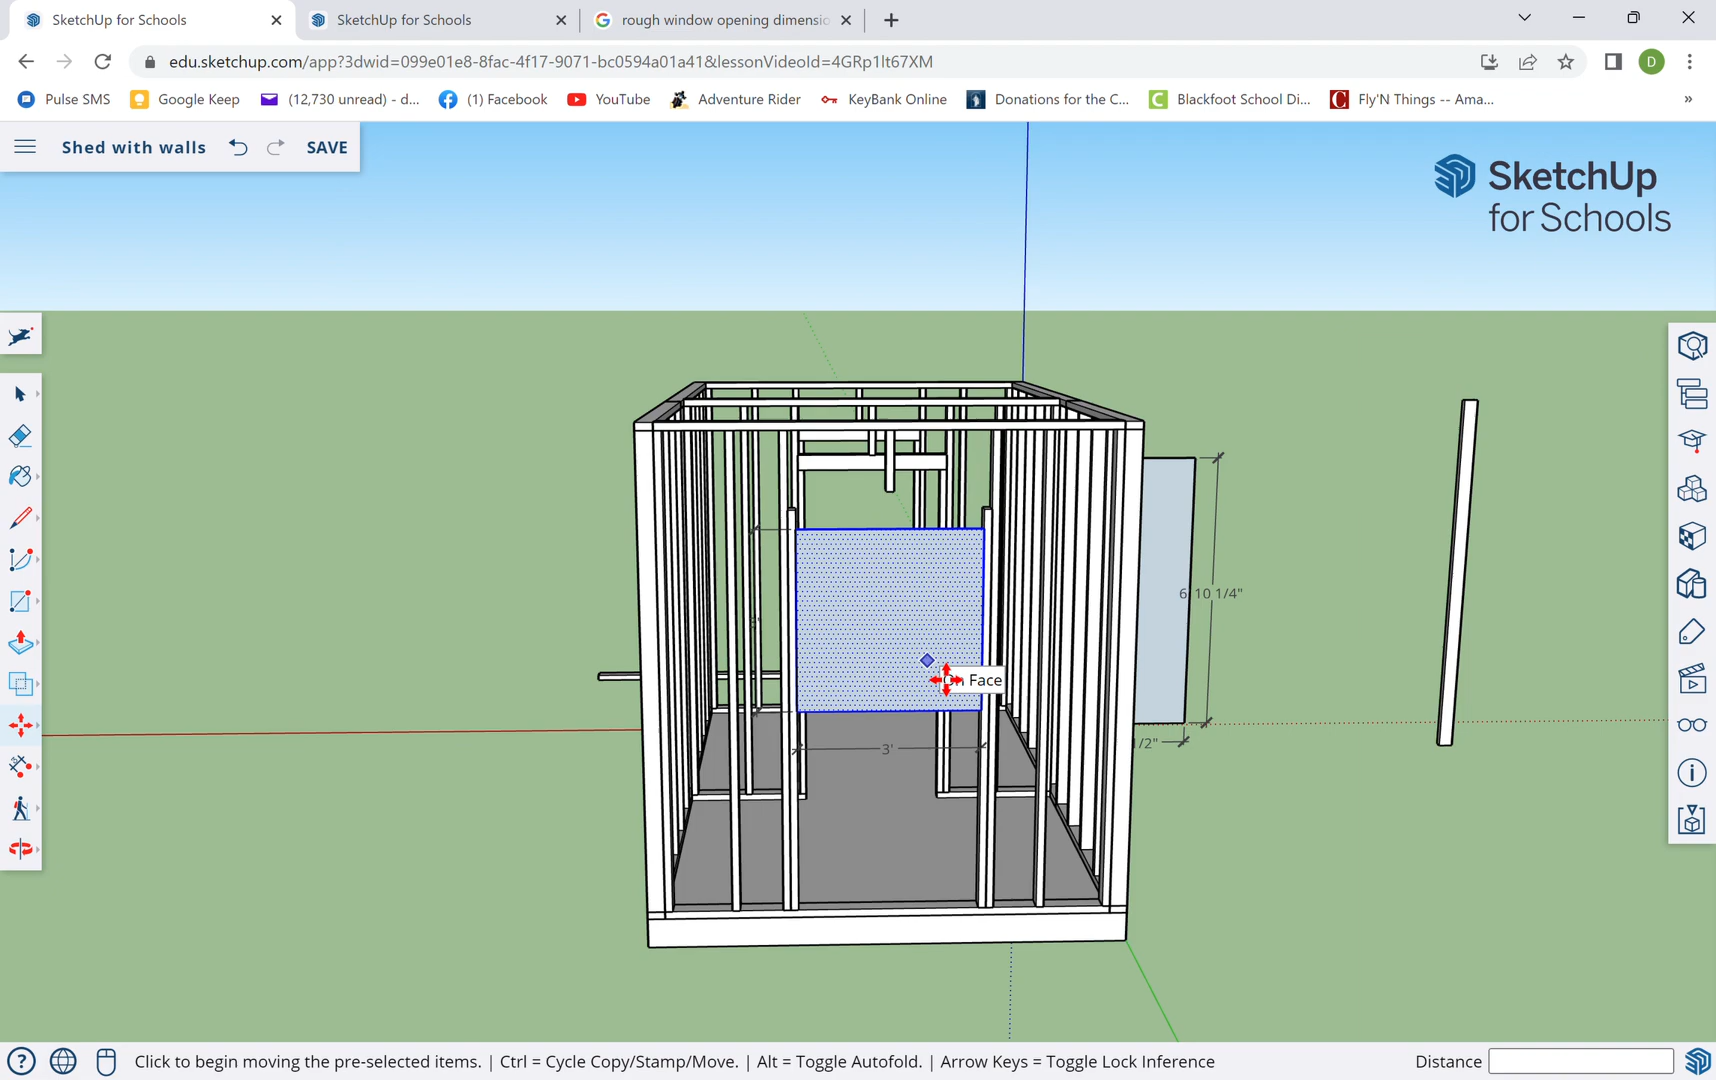 SketchUp for Schools
SketchUp for Schools
rough window opening dimensio
edu.sketchup.com/app?3dwid=099e01e8-8fac-4f17-9071-bc0594a01a41&lessonVideoId=4GRp1lt67XM
D
Pulse SMS
Google Keep
(12,730 unread) - d...
(1) Facebook
YouTube
Adventure Rider
KeyBank Online
Donations for the C...
Blackfoot School Di...
Fly'N Things -- Ama...
»
Shed with walls
SAVE
SketchUp
for Schools
6' 10 1/4"
On Face
1/2"
3'
Click to begin moving the pre-selected items. | Ctrl = Cycle Copy/Stamp/Move. | Alt = Toggle Autofold. | Arrow Keys = Toggle Lock Inference
Distance